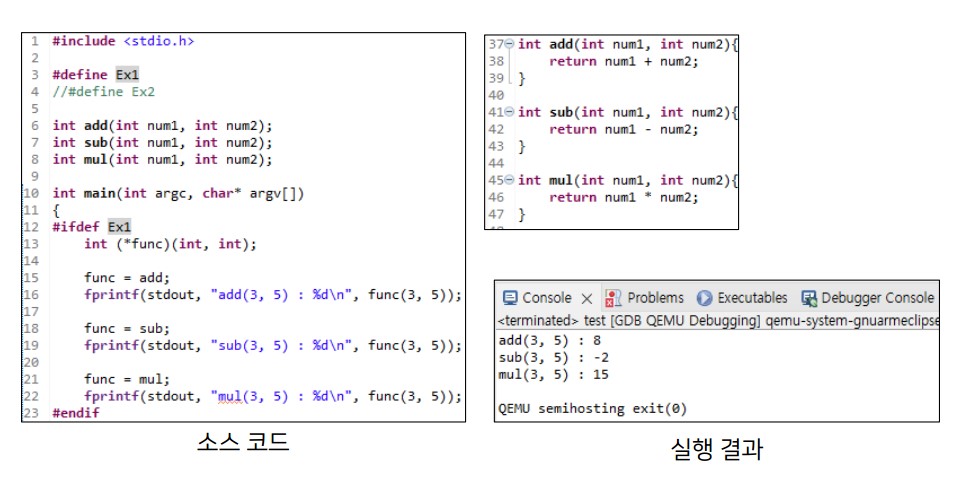 1 #include <stdio.h>
2
3 #define Ex1
4 //#define Ex2
5
6 int add(int num1, int num2);
7 int sub(int num1, int num2);
8 int mul(int num1, int num2);
9
10 int main(int argc, char* argv[])
11 {
12 #ifdef Ex1
13 int (*func)(int, int);
14
15 func = add;
16 fprintf(stdout, "add(3, 5) : %d\n", func(3, 5));
17
18 func = sub;
19 fprintf(stdout, "sub(3, 5) : %d\n", func(3, 5));
20
21 func = mul;
22 fprintf(stdout, "mul(3, 5) : %d\n", func(3, 5));
23 #endif
소스 코드
37 int add(int num1, int num2){
38 return num1 + num2;
39 }
40
41 int sub(int num1, int num2){
42 return num1 - num2;
43 }
44
45 int mul(int num1, int num2){
46 return num1 * num2;
47 }
Console Problems Executables Debugger Console
<terminated> test [GDB QEMU Debugging] qemu-system-gnuarmeclipse
add(3, 5) : 8
sub(3, 5) : -2
mul(3, 5) : 15
QEMU semihosting exit(0)
실행 결과